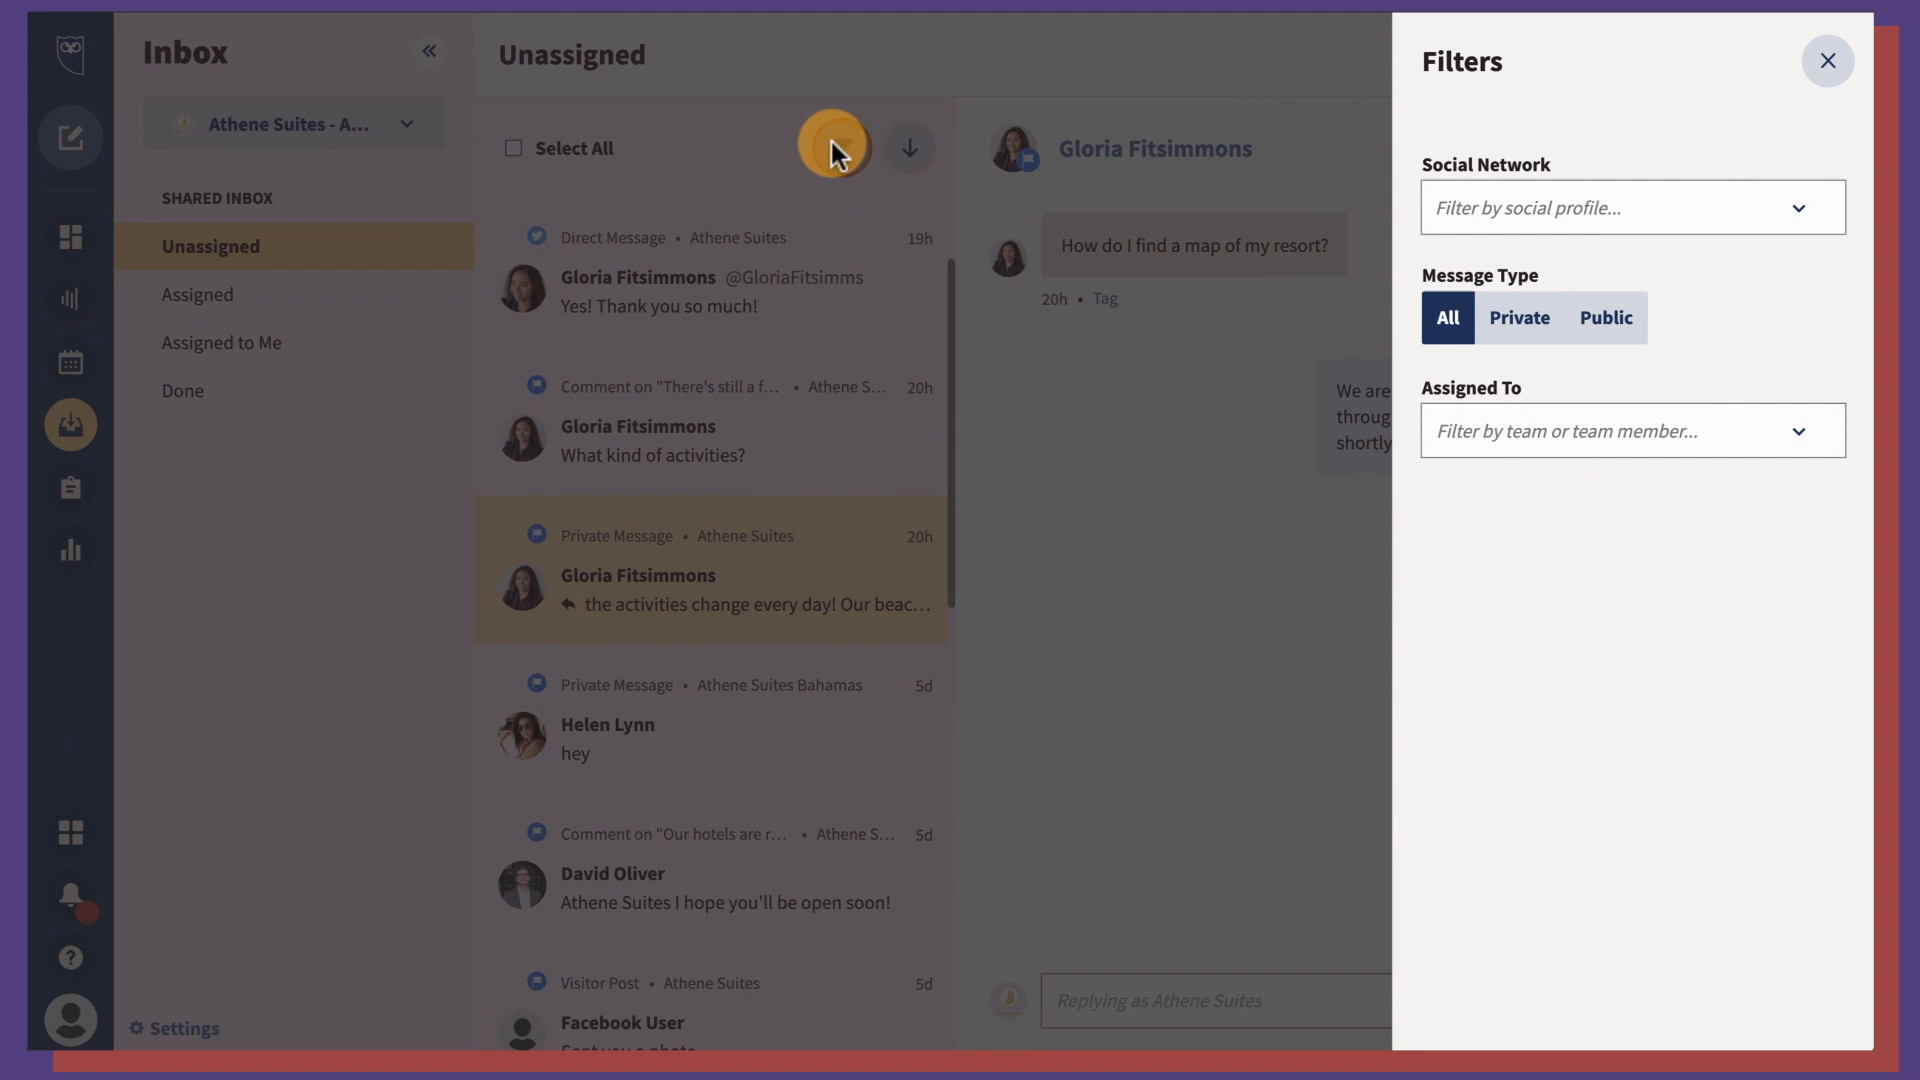 Inbox
Athene Suites - A...
SHARED INBOX
Unassigned
Assigned
Assigned to Me
Done
Settings
Unassigned
Select All
Direct Message • Athene Suites 19h
Gloria Fitsimmons @GloriaFitsimms
Yes! Thank you so much!
Comment on "There's still a f... • Athene S... 20h
Gloria Fitsimmons
What kind of activities?
Private Message • Athene Suites 20h
Gloria Fitsimmons
the activities change every day! Our beac...
Private Message • Athene Suites Bahamas 5d
Helen Lynn
hey
Comment on "Our hotels are r... • Athene S... 5d
David Oliver
Athene Suites I hope you'll be open soon!
Visitor Post • Athene Suites 5d
Facebook User
Sent you a photo
Gloria Fitsimmons
How do I find a map of my resort?
20h • Tag
We are
throug
shortly
Replying as Athene Suites
Filters
Social Network
Filter by social profile...
Message Type
All Private Public
Assigned To
Filter by team or team member...